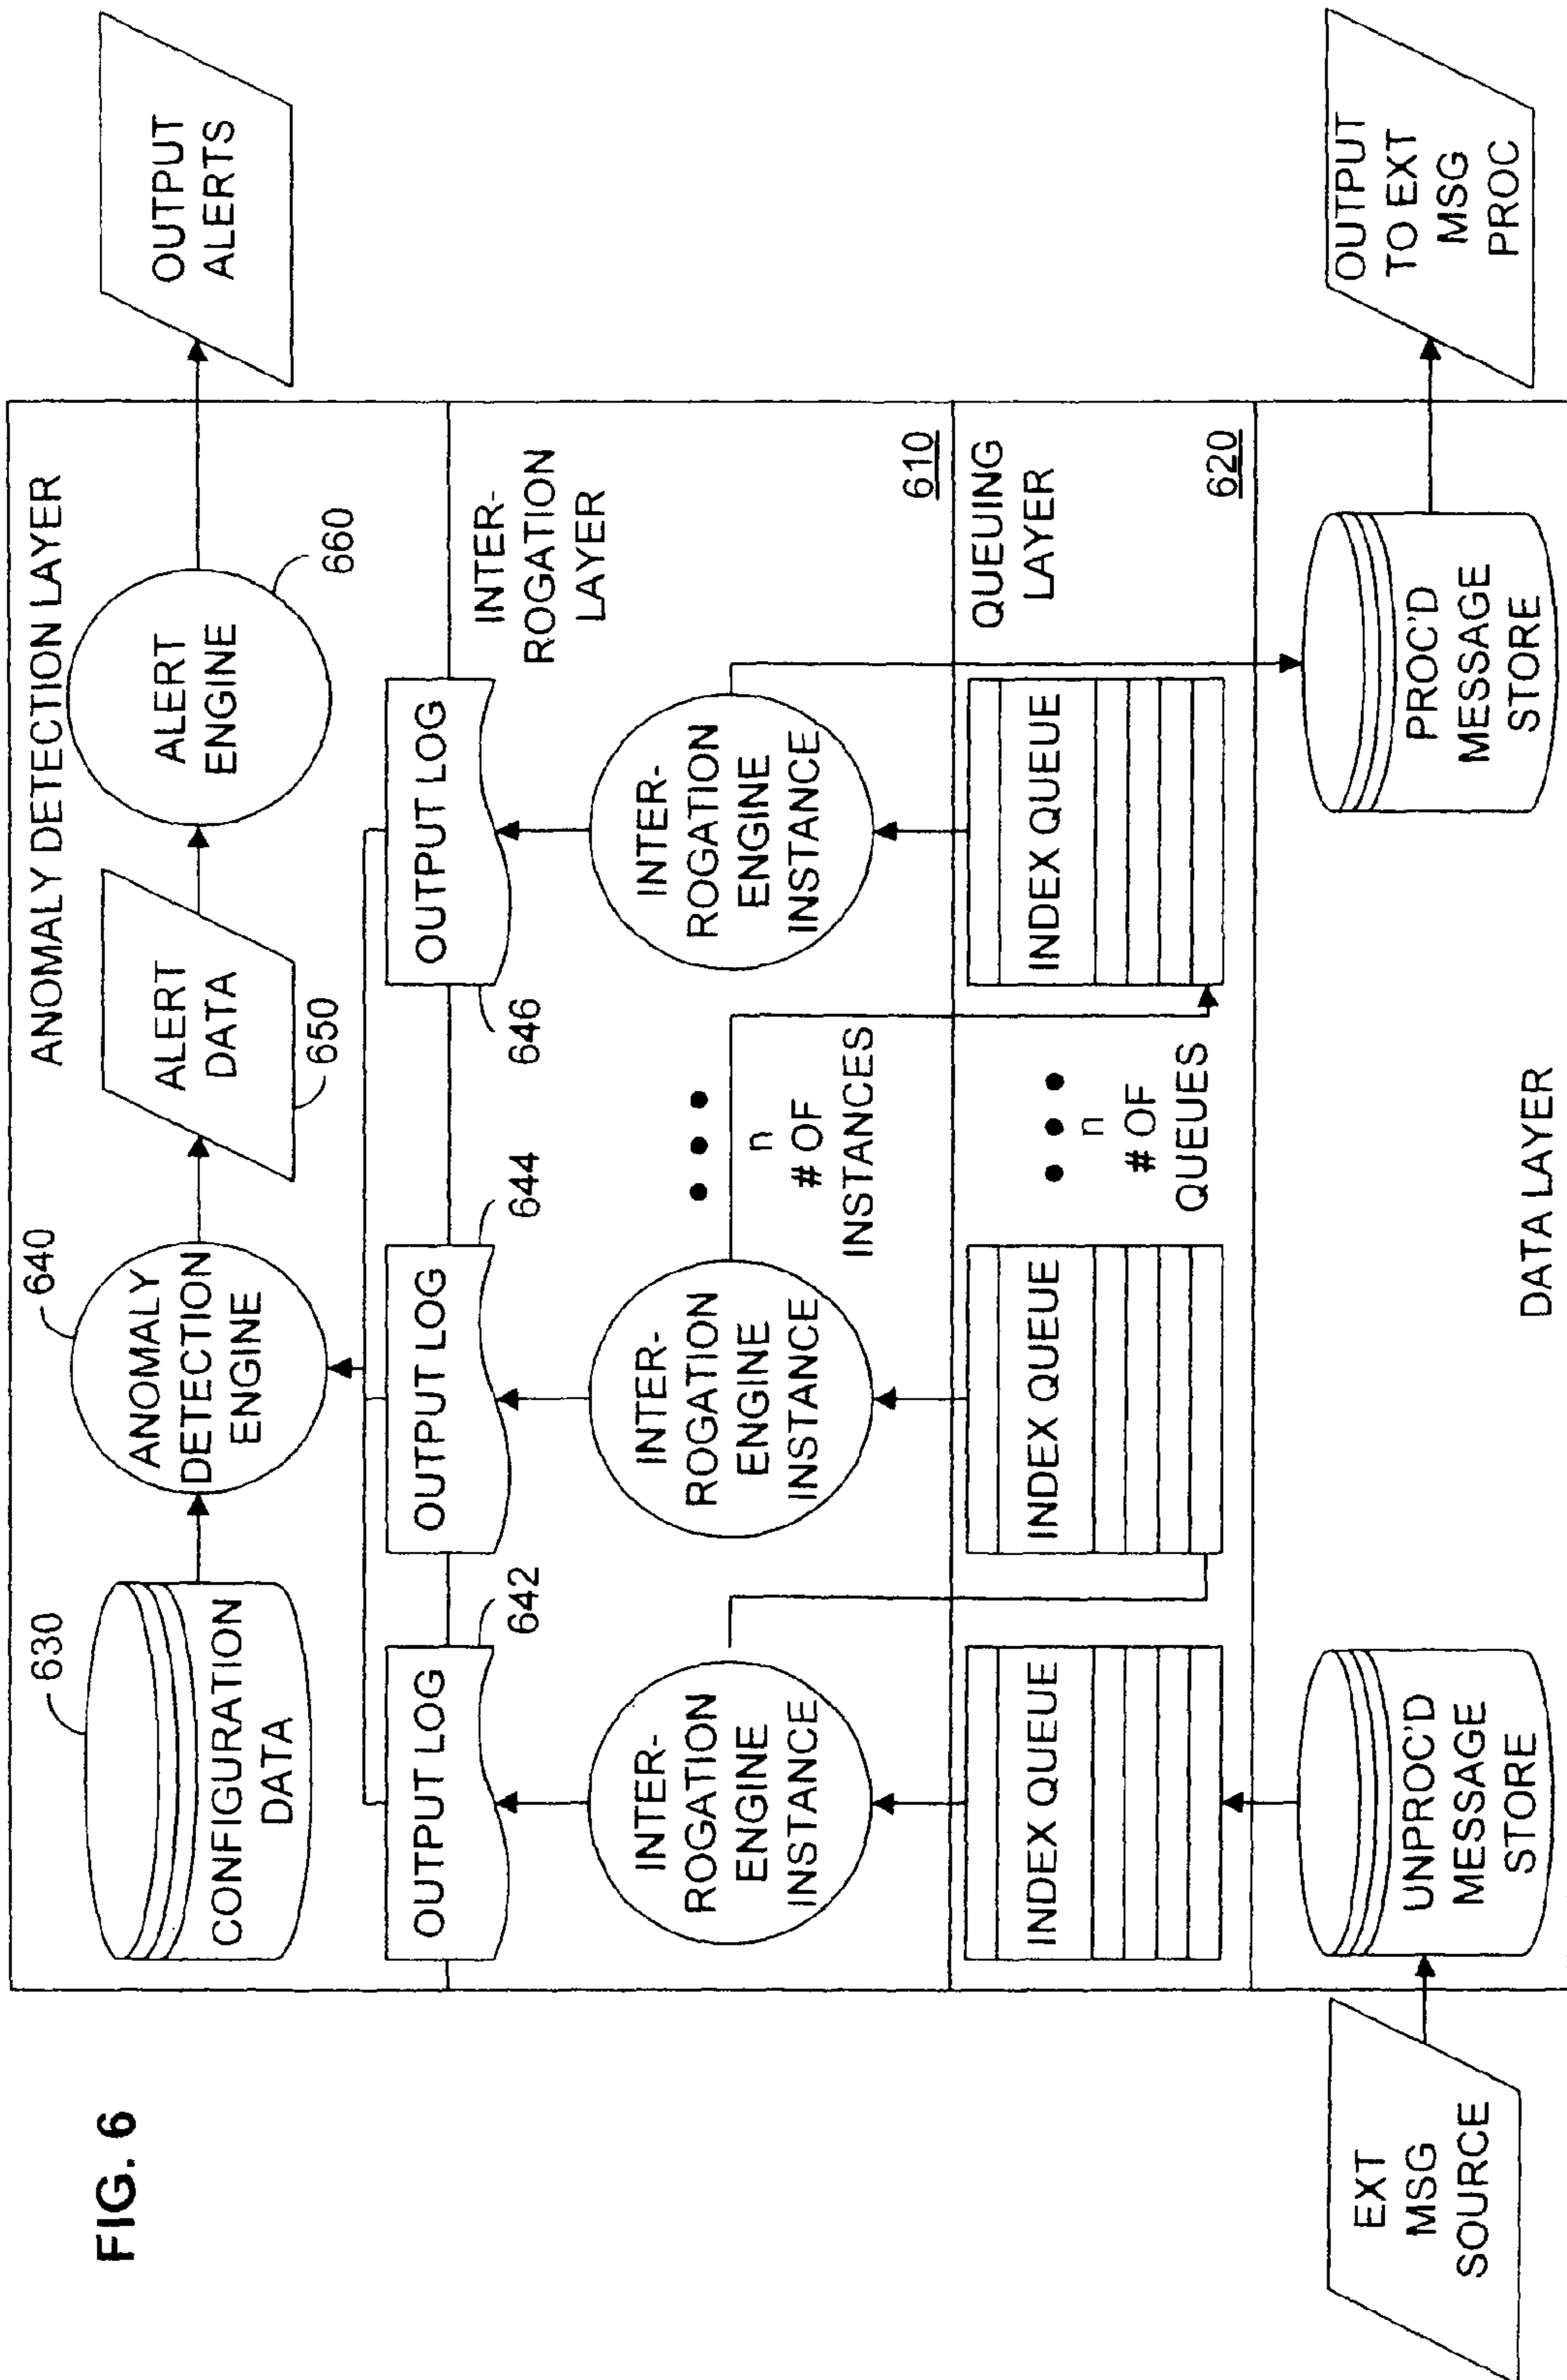 FIG. 6
ANOMALY DETECTION LAYER
630
CONFIGURATION
DATA
640
ANOMALY
DETECTION
ENGINE
ALERT
DATA
650
ALERT
ENGINE
660
OUTPUT
ALERTS
OUTPUT LOG
642
OUTPUT LOG
644
OUTPUT LOG
646
INTER-
ROGATION
LAYER
INTER-
ROGATION
ENGINE
INSTANCE
INTER-
ROGATION
ENGINE
INSTANCE
n
# OF
INSTANCES
INTER-
ROGATION
ENGINE
INSTANCE
610
QUEUING
LAYER
INDEX QUEUE
INDEX QUEUE
n
# OF
QUEUES
INDEX QUEUE
620
EXT
MSG
SOURCE
UNPROC'D
MESSAGE
STORE
DATA LAYER
PROC'D
MESSAGE
STORE
OUTPUT
TO EXT
MSG
PROC